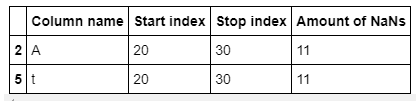 Column name Start index Stop index Amount of NaNs
2 A 20 30 11
5 t 20 30 11